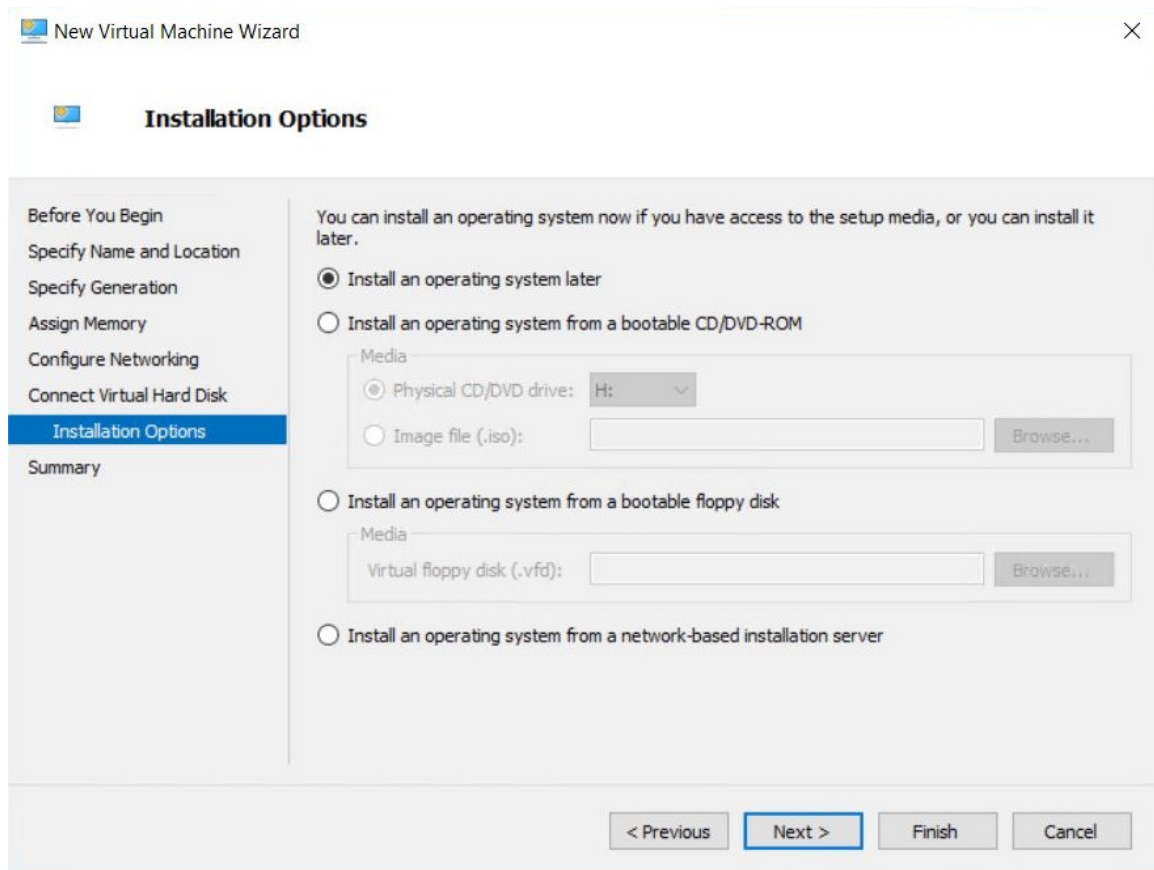 New Virtual Machine Wizard
Installation Options
Before You Begin
Specify Name and Location
Specify Generation
Assign Memory
Configure Networking
Connect Virtual Hard Disk
Installation Options
Summary
You can install an operating system now if you have access to the setup media, or you can install it
later.
Install an operating system later
Install an operating system from a bootable CD/DVD-ROM
Media
Physical CD/DVD drive: H:
Image file (.iso): Browse...
Install an operating system from a bootable floppy disk
Media
Virtual floppy disk (.vfd): Browse...
Install an operating system from a network-based installation server
< Previous Next > Finish Cancel